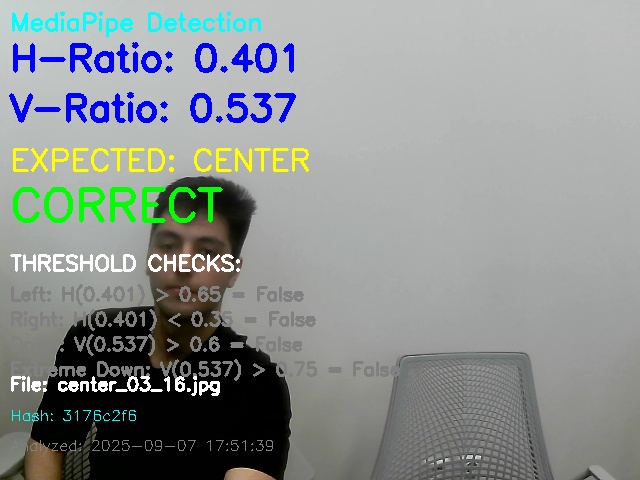 MediaPipe Detection
H-Ratio: 0.401
V-Ratio: 0.537
EXPECTED: CENTER
CORRECT
THRESHOLD CHECKS:
Left: H(0.401) > 0.65 = False
Right: H(0.401) < 0.35 = False
V(0.537) > 0.6 = False
Extreme Down: V(0.537) > 0.75 = False
File: center_03_16.jpg
Hash: 3176c2f6
Analyzed: 2025-09-07 17:51:39